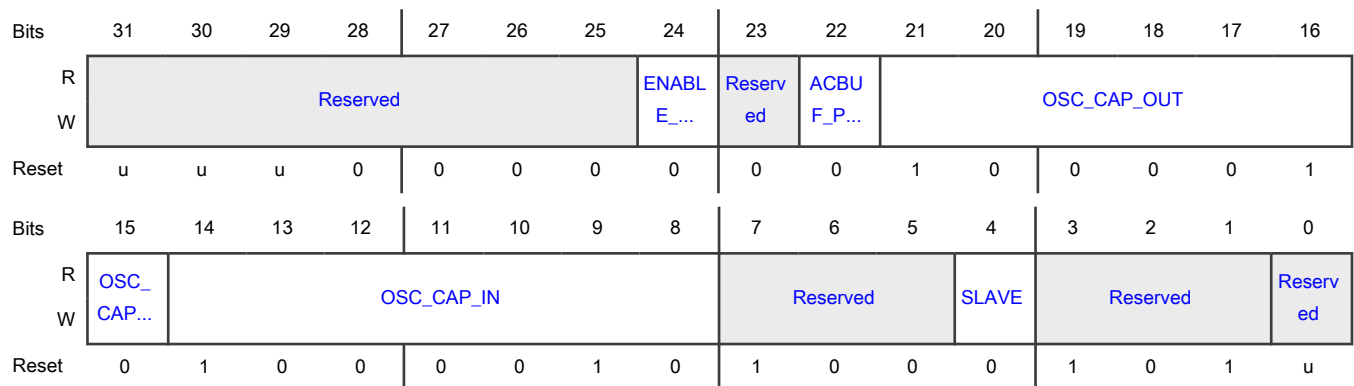 Bits 31 30 29 28 27 26 25 24 23 22 21 20 19 18 17 16
R
W
Reserved
ENABL
E_...
Reserv
ed
ACBU
F_P...
OSC_CAP_OUT
Reset u u u 0 0 0 0 0 0 0 1 0 0 0 0 1
Bits 15 14 13 12 11 10 9 8 7 6 5 4 3 2 1 0
R
W
OSC_
CAP...
OSC_CAP_IN
Reserved
SLAVE
Reserved
Reserv
ed
Reset 0 1 0 0 0 0 1 0 1 0 0 0 1 0 1 u